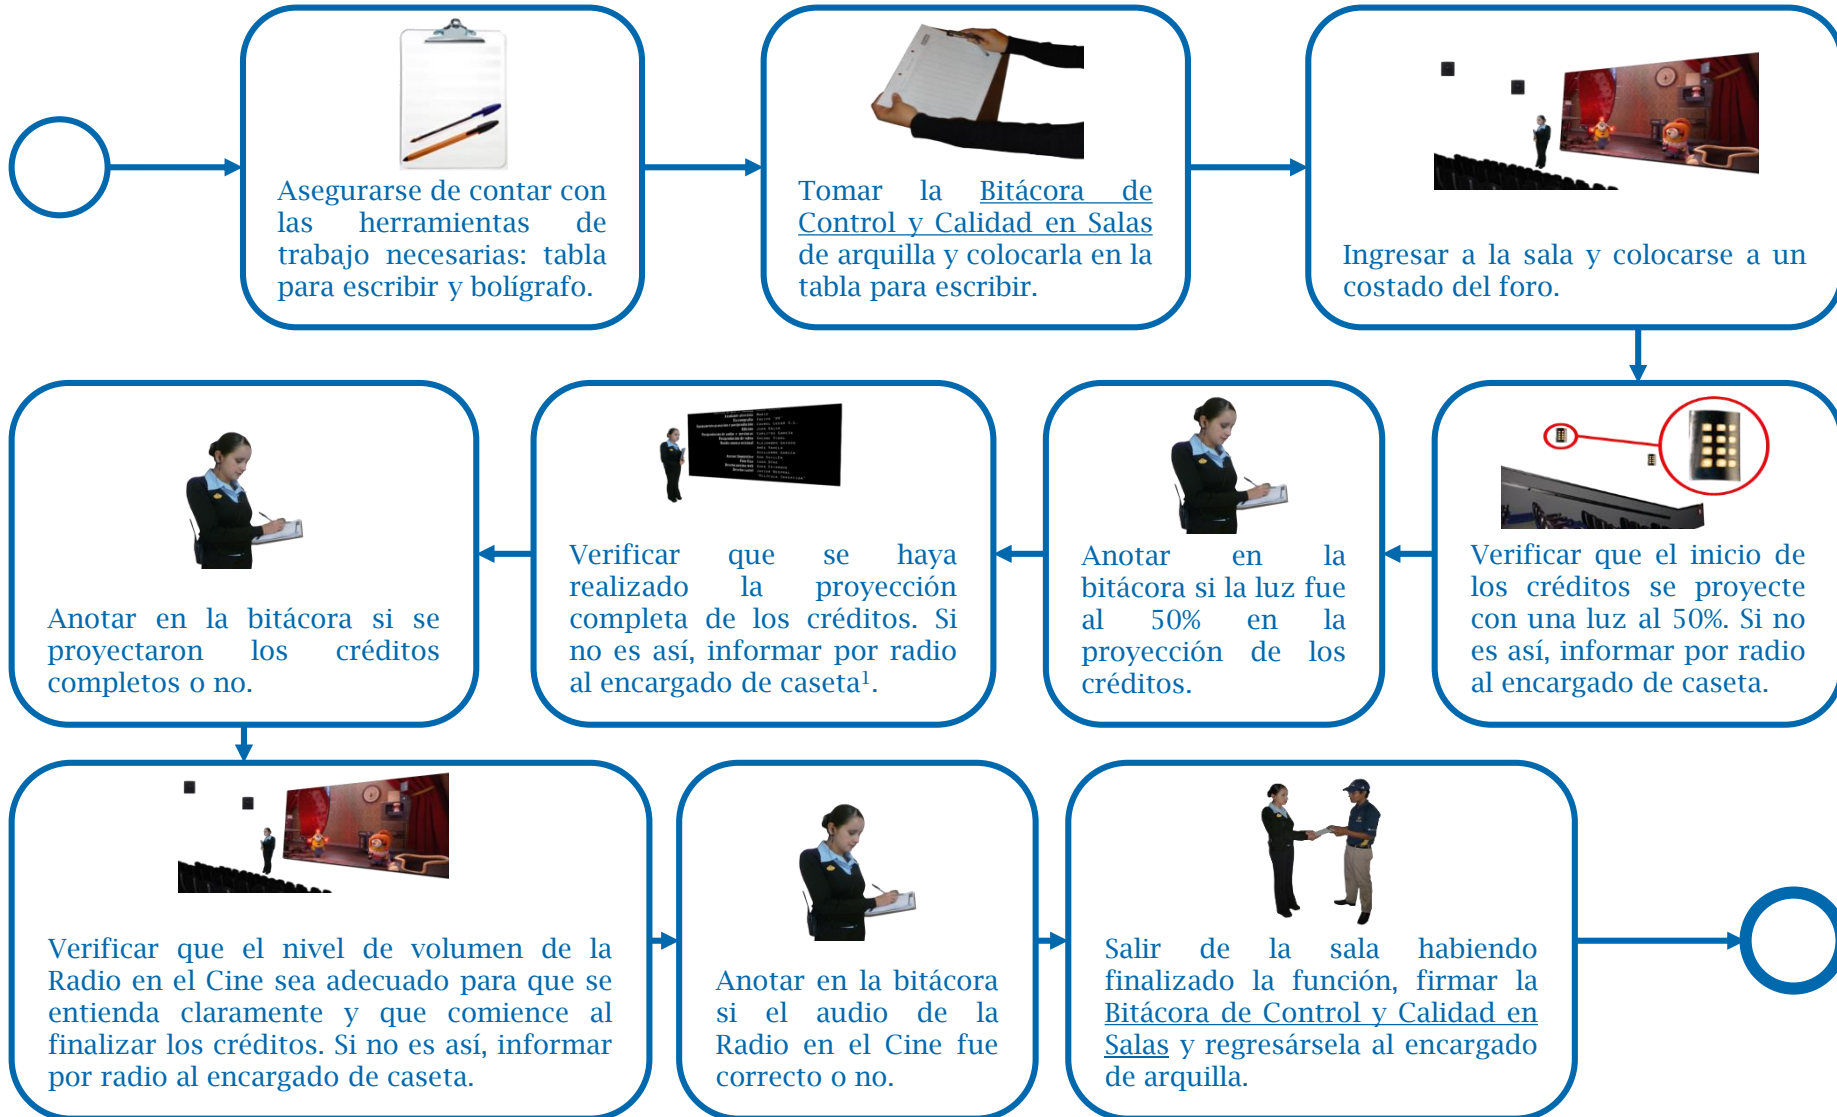 Asegurarse de contar con
las herramientas de
trabajo necesarias: tabla
para escribir y bolígrafo.
Tomar la Bitácora de
Control y Calidad en Salas
de arquilla y colocarla en la
tabla para escribir.
Ingresar a la sala y colocarse a un
costado del foro.
Verificar que el inicio de
los créditos se proyecte
con una luz al 50%. Si no
es así, informar por radio
al encargado de caseta.
Anotar en la
bitácora si la luz fue
al 50% en la
proyección de los
créditos.
Verificar que se haya
realizado la proyección
completa de los créditos. Si
no es así, informar por radio
al encargado de caseta¹.
Anotar en la bitácora si se
proyectaron los créditos
completos o no.
Verificar que el nivel de volumen de la
Radio en el Cine sea adecuado para que se
entienda claramente y que comience al
finalizar los créditos. Si no es así, informar
por radio al encargado de caseta.
Anotar en la bitácora
si el audio de la
Radio en el Cine fue
correcto o no.
Salir de la sala habiendo
finalizado la función, firmar la
Bitácora de Control y Calidad en
Salas y regresársela al encargado
de arquilla.